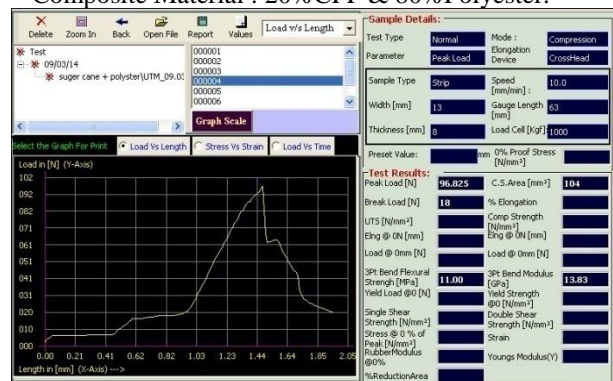 Composite Material : 20%CFP & 80%Polyester.
Delete Zoom In Back Open File Report Values Load v/s Length
Test
09/03/14
suger cane + polyster\UTM_09.03
000001
000002
000003
000004
000005
000006
Graph Scale
Select the Graph For Print Load Vs Length Stress Vs Strain Load Vs Time
Load in [N] (Y-Axis)
102
092
082
071
061
051
041
031
020
010
000
0.00 0.21 0.41 0.62 0.82 1.03 1.23 1.44 1.64 1.85 2.05
Length in [mm] (X-Axis) --->
Sample Details:
Test Type Normal Mode : Compression
Parameter Peak Load Elongation Device CrossHead
Sample Type Strip Speed [mm/min] : 10.0
Width [mm] 13 Gauge Length [mm] 63
Thickness [mm] 8 Load Cell [Kgf] 1000
Preset Value: mm 0% Proof Stress [N/mm²]
Test Results:
Peak Load [N] 96.825 C.S.Area [mm²] 104
Break Load [N] 18 % Elongation
UTS [N/mm²] Comp Strength [N/mm²]
Elng @ 0N [mm] Elng @ 0N [mm]
Load @ 0mm [N] Load @ 0mm [N]
3Pt Bend Flexural Strengh [MPa] 11.00 3Pt Bend Modulus [GPa] 13.83
Yield Load @0 [N] Yield Strength @0 [N/mm²]
Single Shear Strength [N/mm²] Double Shear Strength [N/mm²]
Stress @ 0 % of Peak [N/mm²] Strain
RubberModulus @0% Youngs Modulus(Y)
%ReductionArea